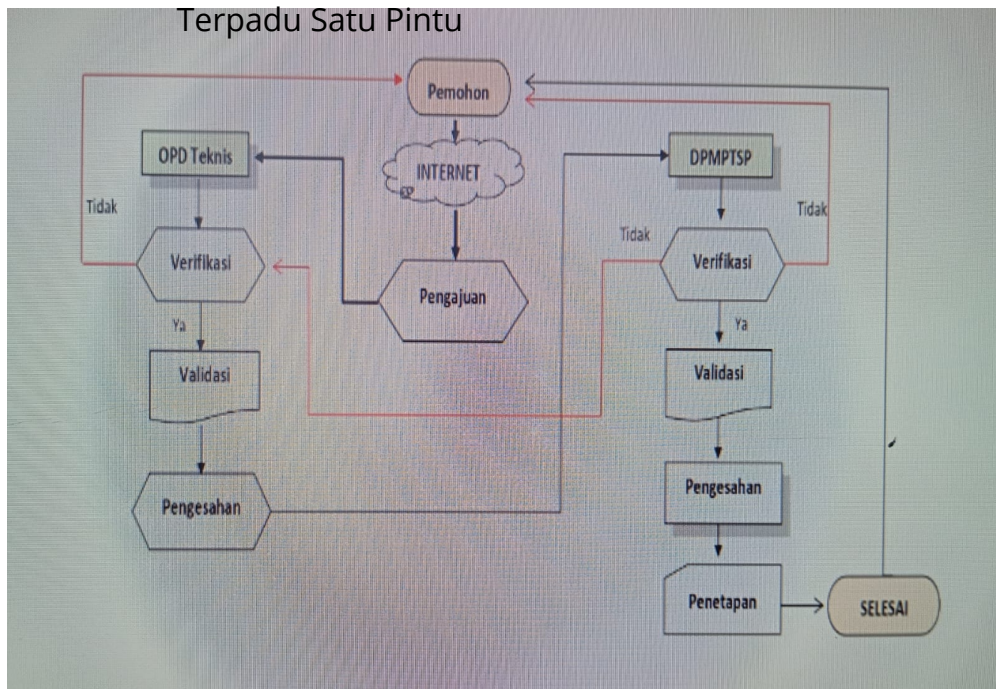 Terpadu Satu Pintu
Pemohon
OPD Teknis
INTERNET
DPMPTSP
Tidak
Tidak
Tidak
Verifikasi
Pengajuan
Verifikasi
Ya
Ya
Validasi
Validasi
Pengesahan
Pengesahan
Penetapan
SELESAI